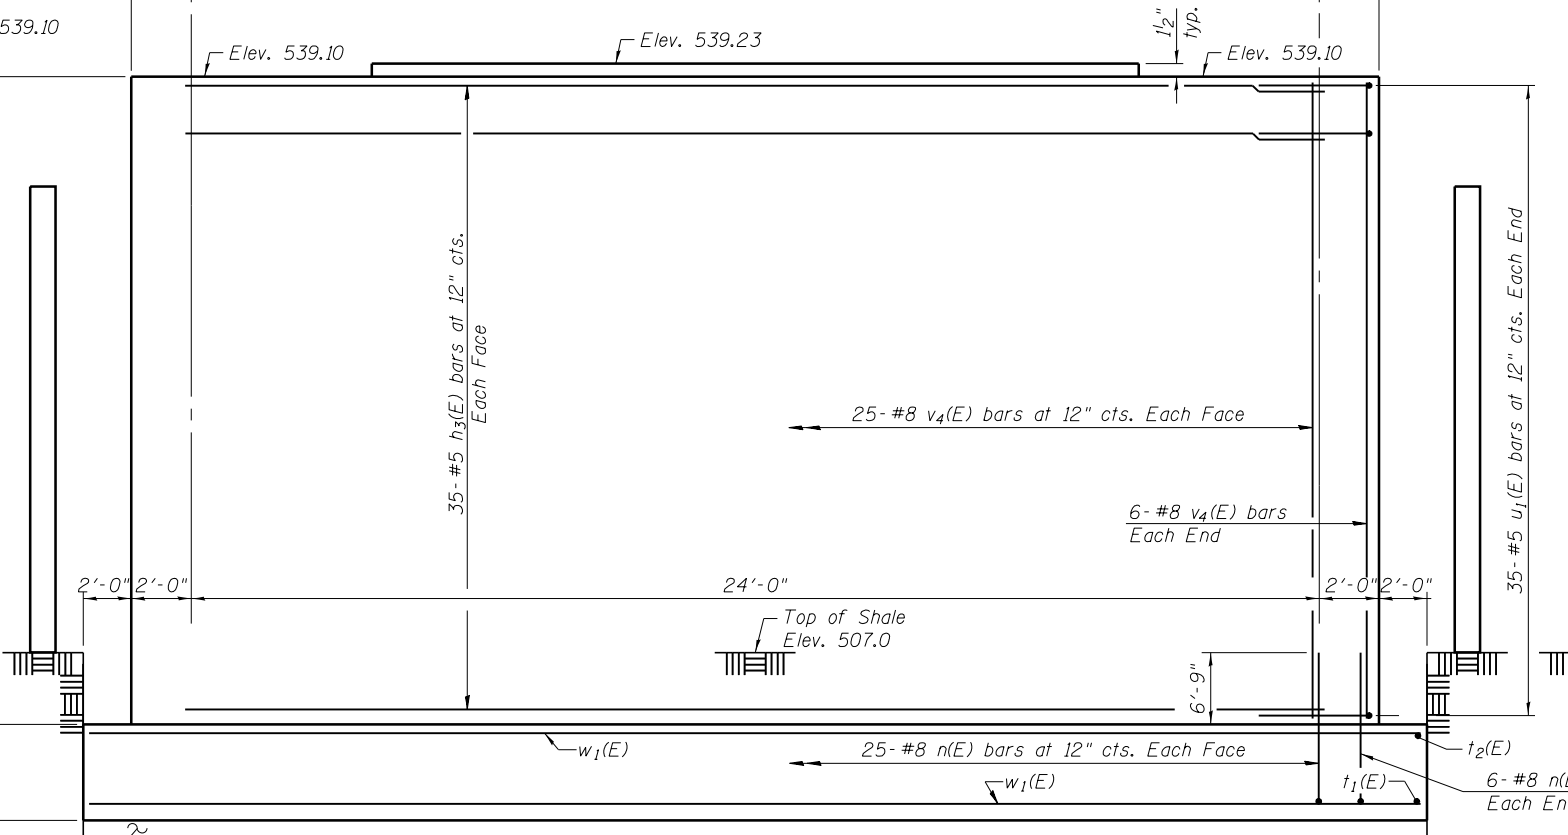 539.10
Elev. 539.10
Elev. 539.23
1½"
typ.
Elev. 539.10
35-#5 h3(E) bars at 12" cts.
Each Face
25-#8 v4(E) bars at 12" cts. Each Face
6-#8 v4(E) bars
Each End
35-#5 u1(E) bars at 12" cts. Each End
2'-0"
2'-0"
24'-0"
2'-0"
2'-0"
Top of Shale
Elev. 507.0
6'-9"
w1(E)
25-#8 n(E) bars at 12" cts. Each Face
t2(E)
w1(E)
t1(E)
6-#8 n(
Each En